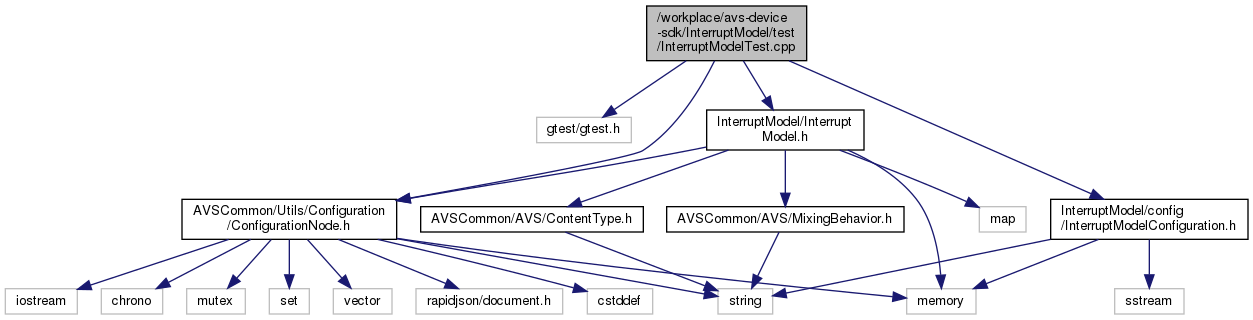 /workplace/avs-device
-sdk/InterruptModel/test
/InterruptModelTest.cpp
gtest/gtest.h
InterruptModel/Interrupt
Model.h
AVSCommon/Utils/Configuration
/ConfigurationNode.h
AVSCommon/AVS/ContentType.h
AVSCommon/AVS/MixingBehavior.h
map
InterruptModel/config
/InterruptModelConfiguration.h
iostream
chrono
mutex
set
vector
rapidjson/document.h
cstddef
string
memory
sstream